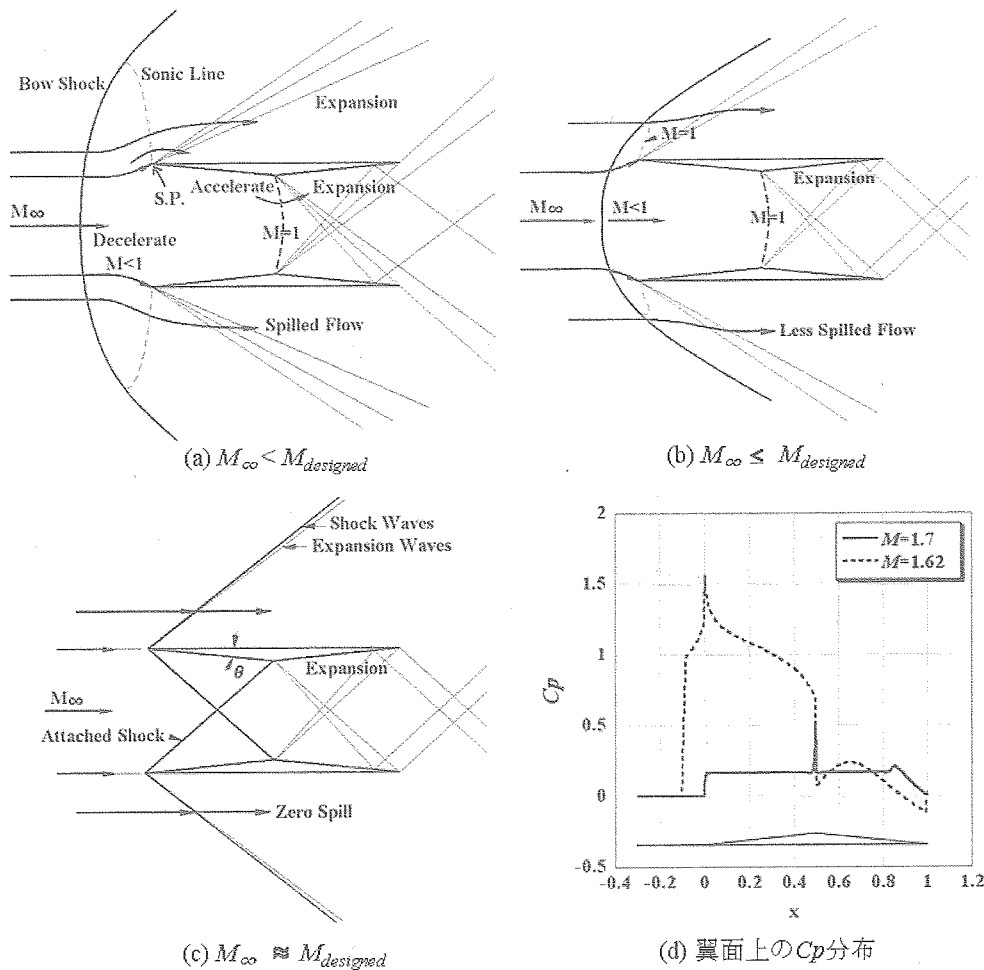 Bow Shock
Sonic Line
Expansion
S.P.
Accelerate
Expansion
M∞
M=1
Decelerate
M<1
Spilled Flow
(a) M∞ < Mdesigned
M=1
Expansion
M∞
M<1
M=1
Less Spilled Flow
(b) M∞ ≤ Mdesigned
Shock Waves
Expansion Waves
θ
Expansion
M∞
Attached Shock
Zero Spill
(c) M∞ ≈ Mdesigned
2
1.5
1
0.5
0
-0.5
Cp
M=1.7
M=1.62
-0.4 -0.2 0 0.2 0.4 0.6 0.8 1 1.2
x
(d) 翼面上のCp分布